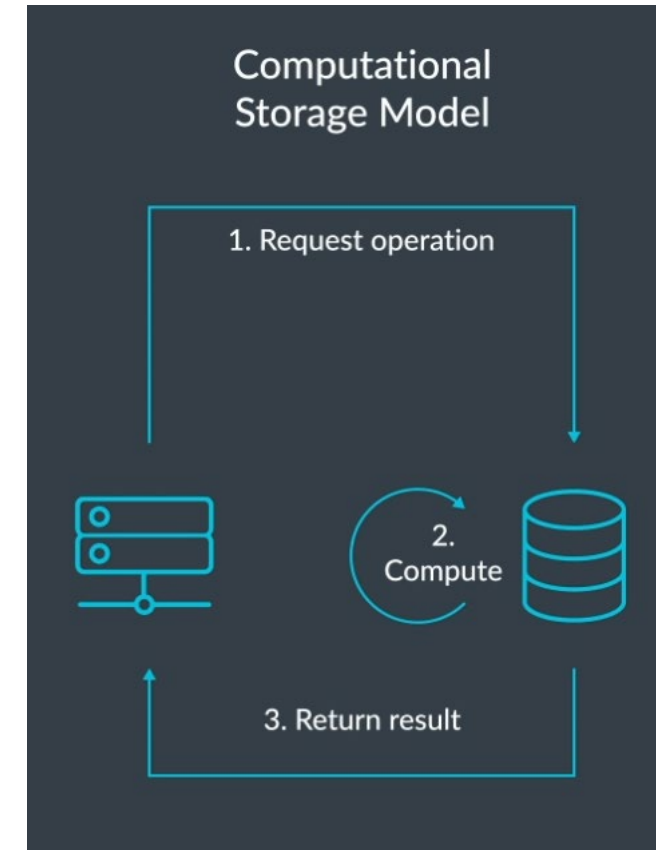 Computational
Storage Model
1. Request operation
2.
Compute
3. Return result